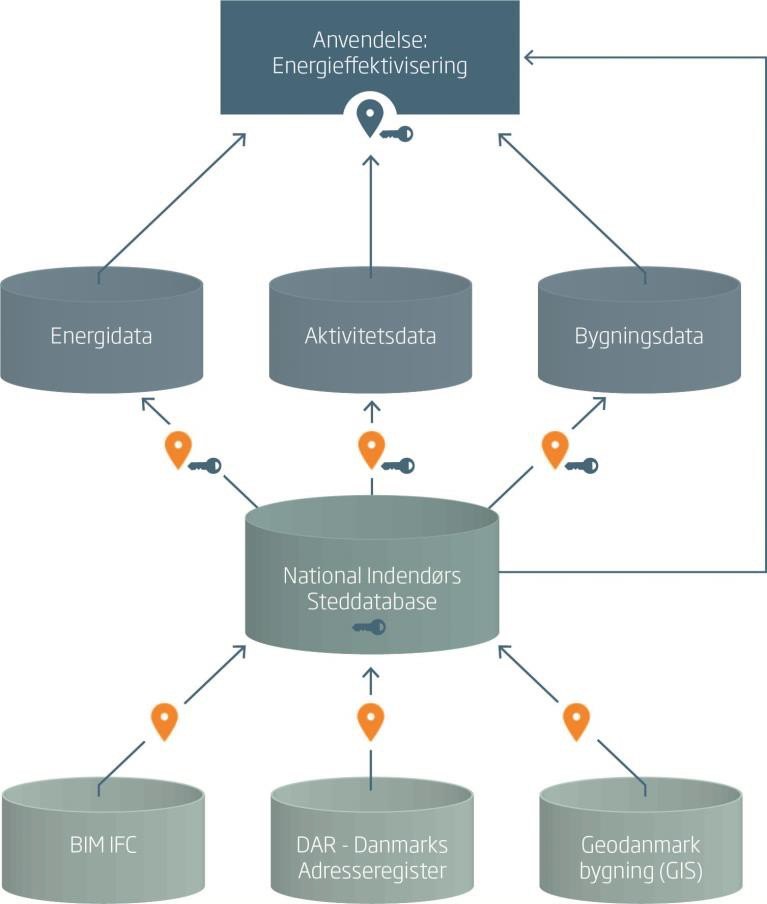 Anvendelse:
Energieffektivisering
Energidata
Aktivitetsdata
Bygningsdata
National Indendørs
Steddatabase
BIM IFC
DAR - Danmarks
Adresseregister
Geodanmark
bygning (GIS)